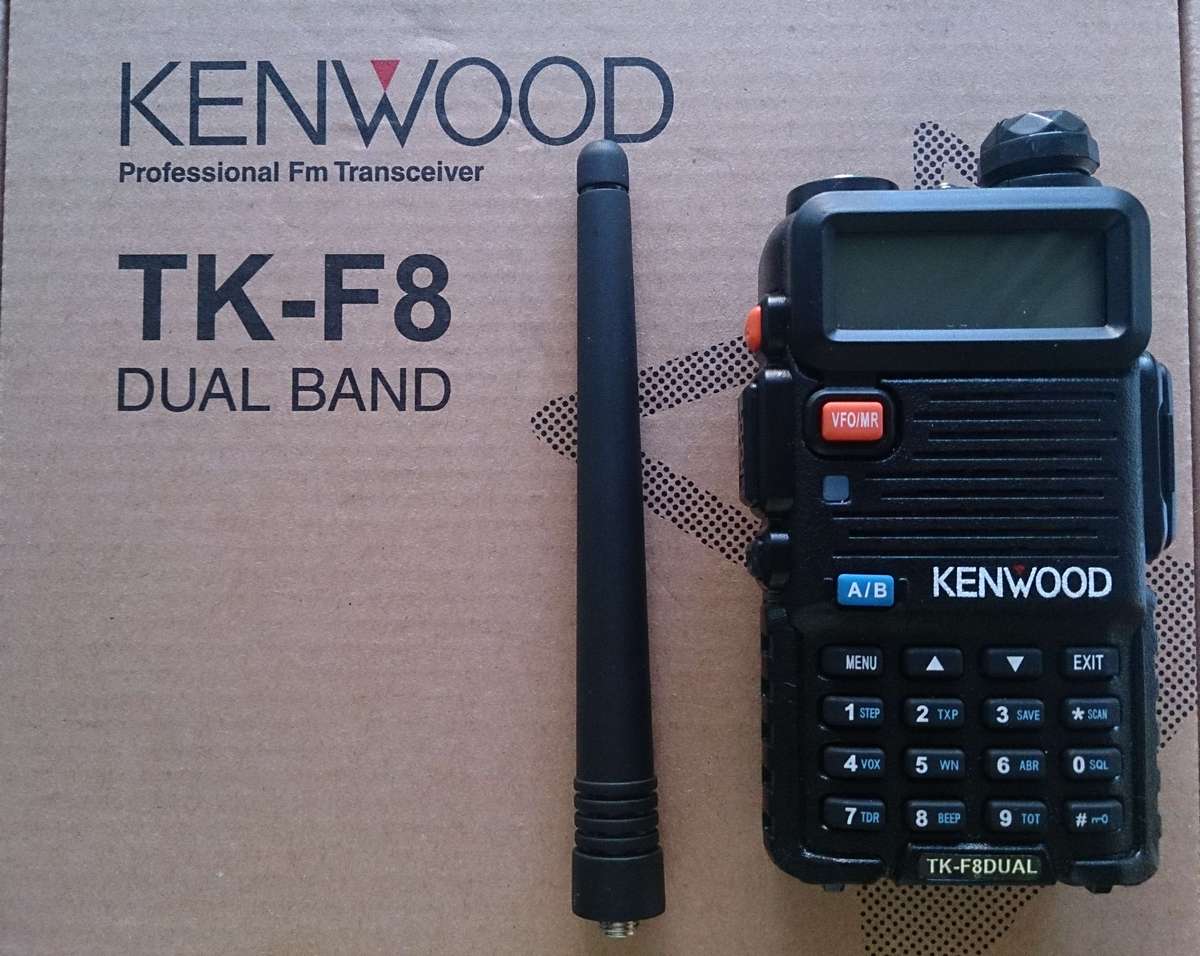 KENWOOD
Professional Fm Transceiver
TK-F8
DUAL BAND
VFO/MR
A/B
KENWOOD
MENU ▲ ▼ EXIT
1 STEP 2 TXP 3 SAVE * SCAN
4 VOX 5 WN 6 ABR 0 SQL
7 TDR 8 BEEP 9 TOT #
TK-F8DUAL